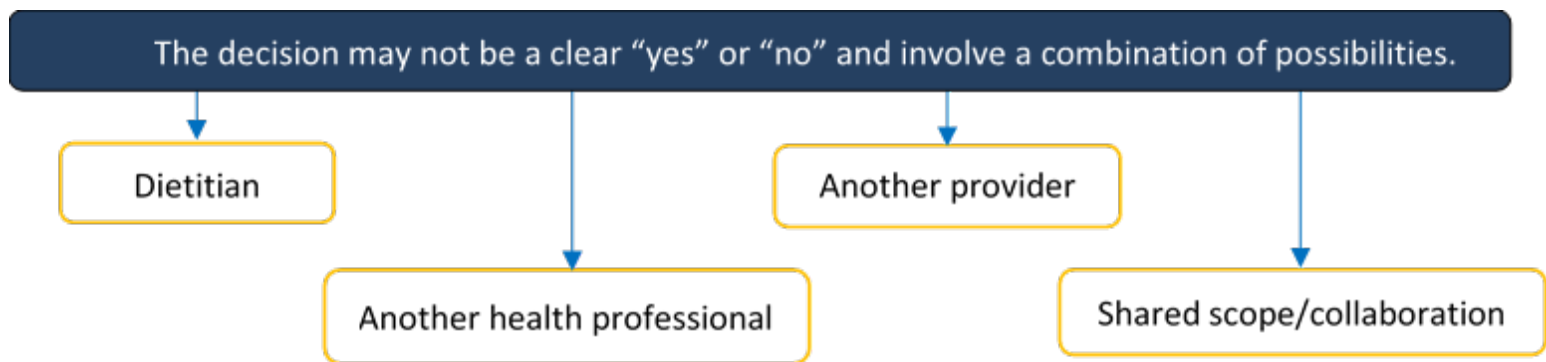 The decision may not be a clear “yes” or “no” and involve a combination of possibilities.
Dietitian
Another provider
Another health professional
Shared scope/collaboration